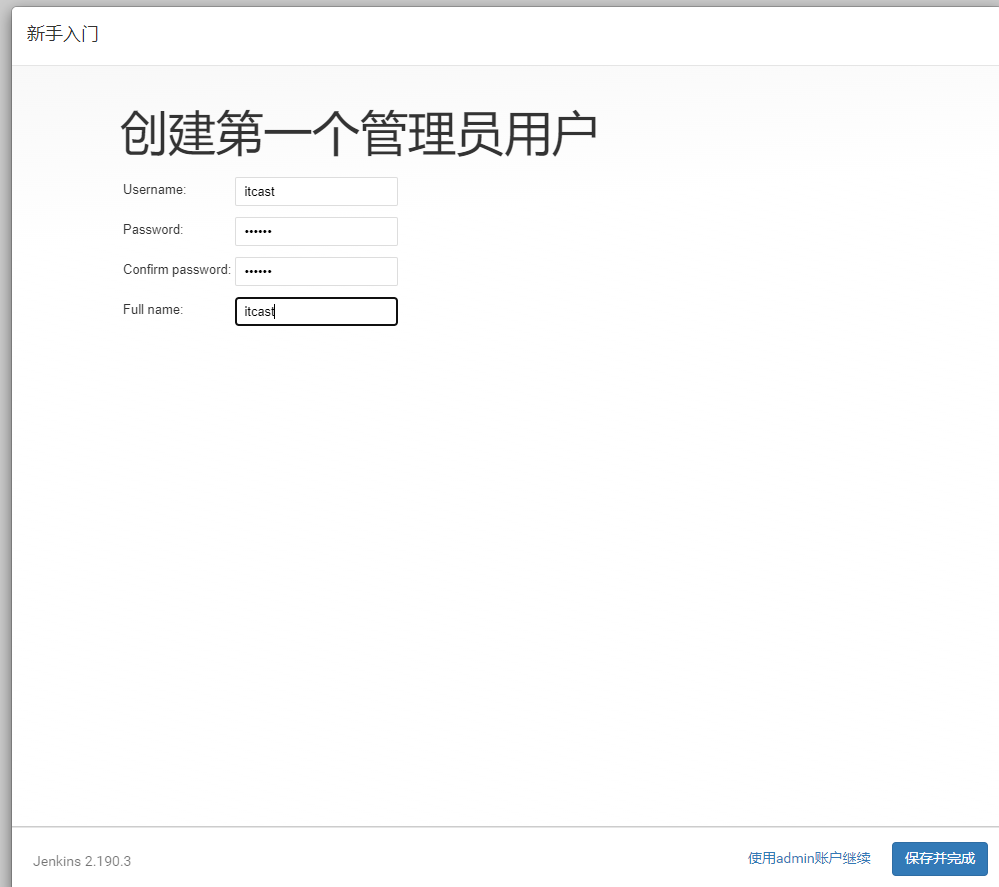 新手入门
创建第一个管理员用户
Username: itcast
Password: ••••••
Confirm password: ••••••
Full name: itcast
Jenkins 2.190.3 使用admin账户继续 保存并完成